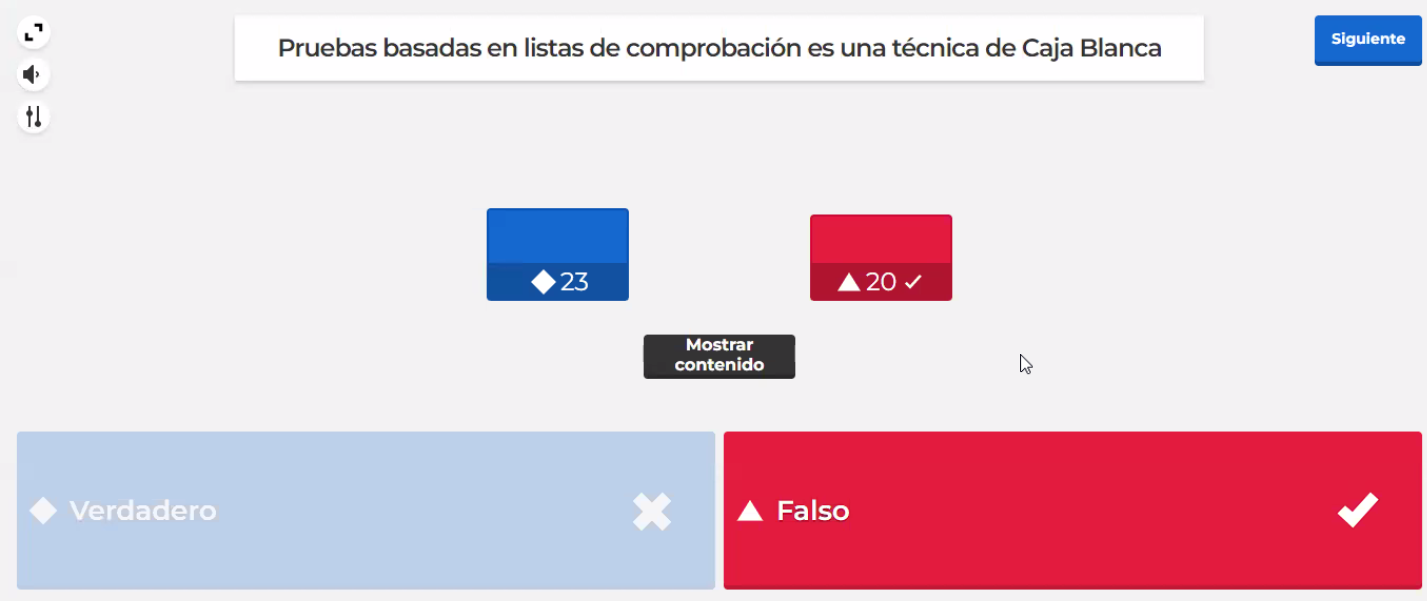 Pruebas basadas en listas de comprobación es una técnica de Caja Blanca
Siguiente
23
20
Mostrar
contenido
Verdadero
Falso